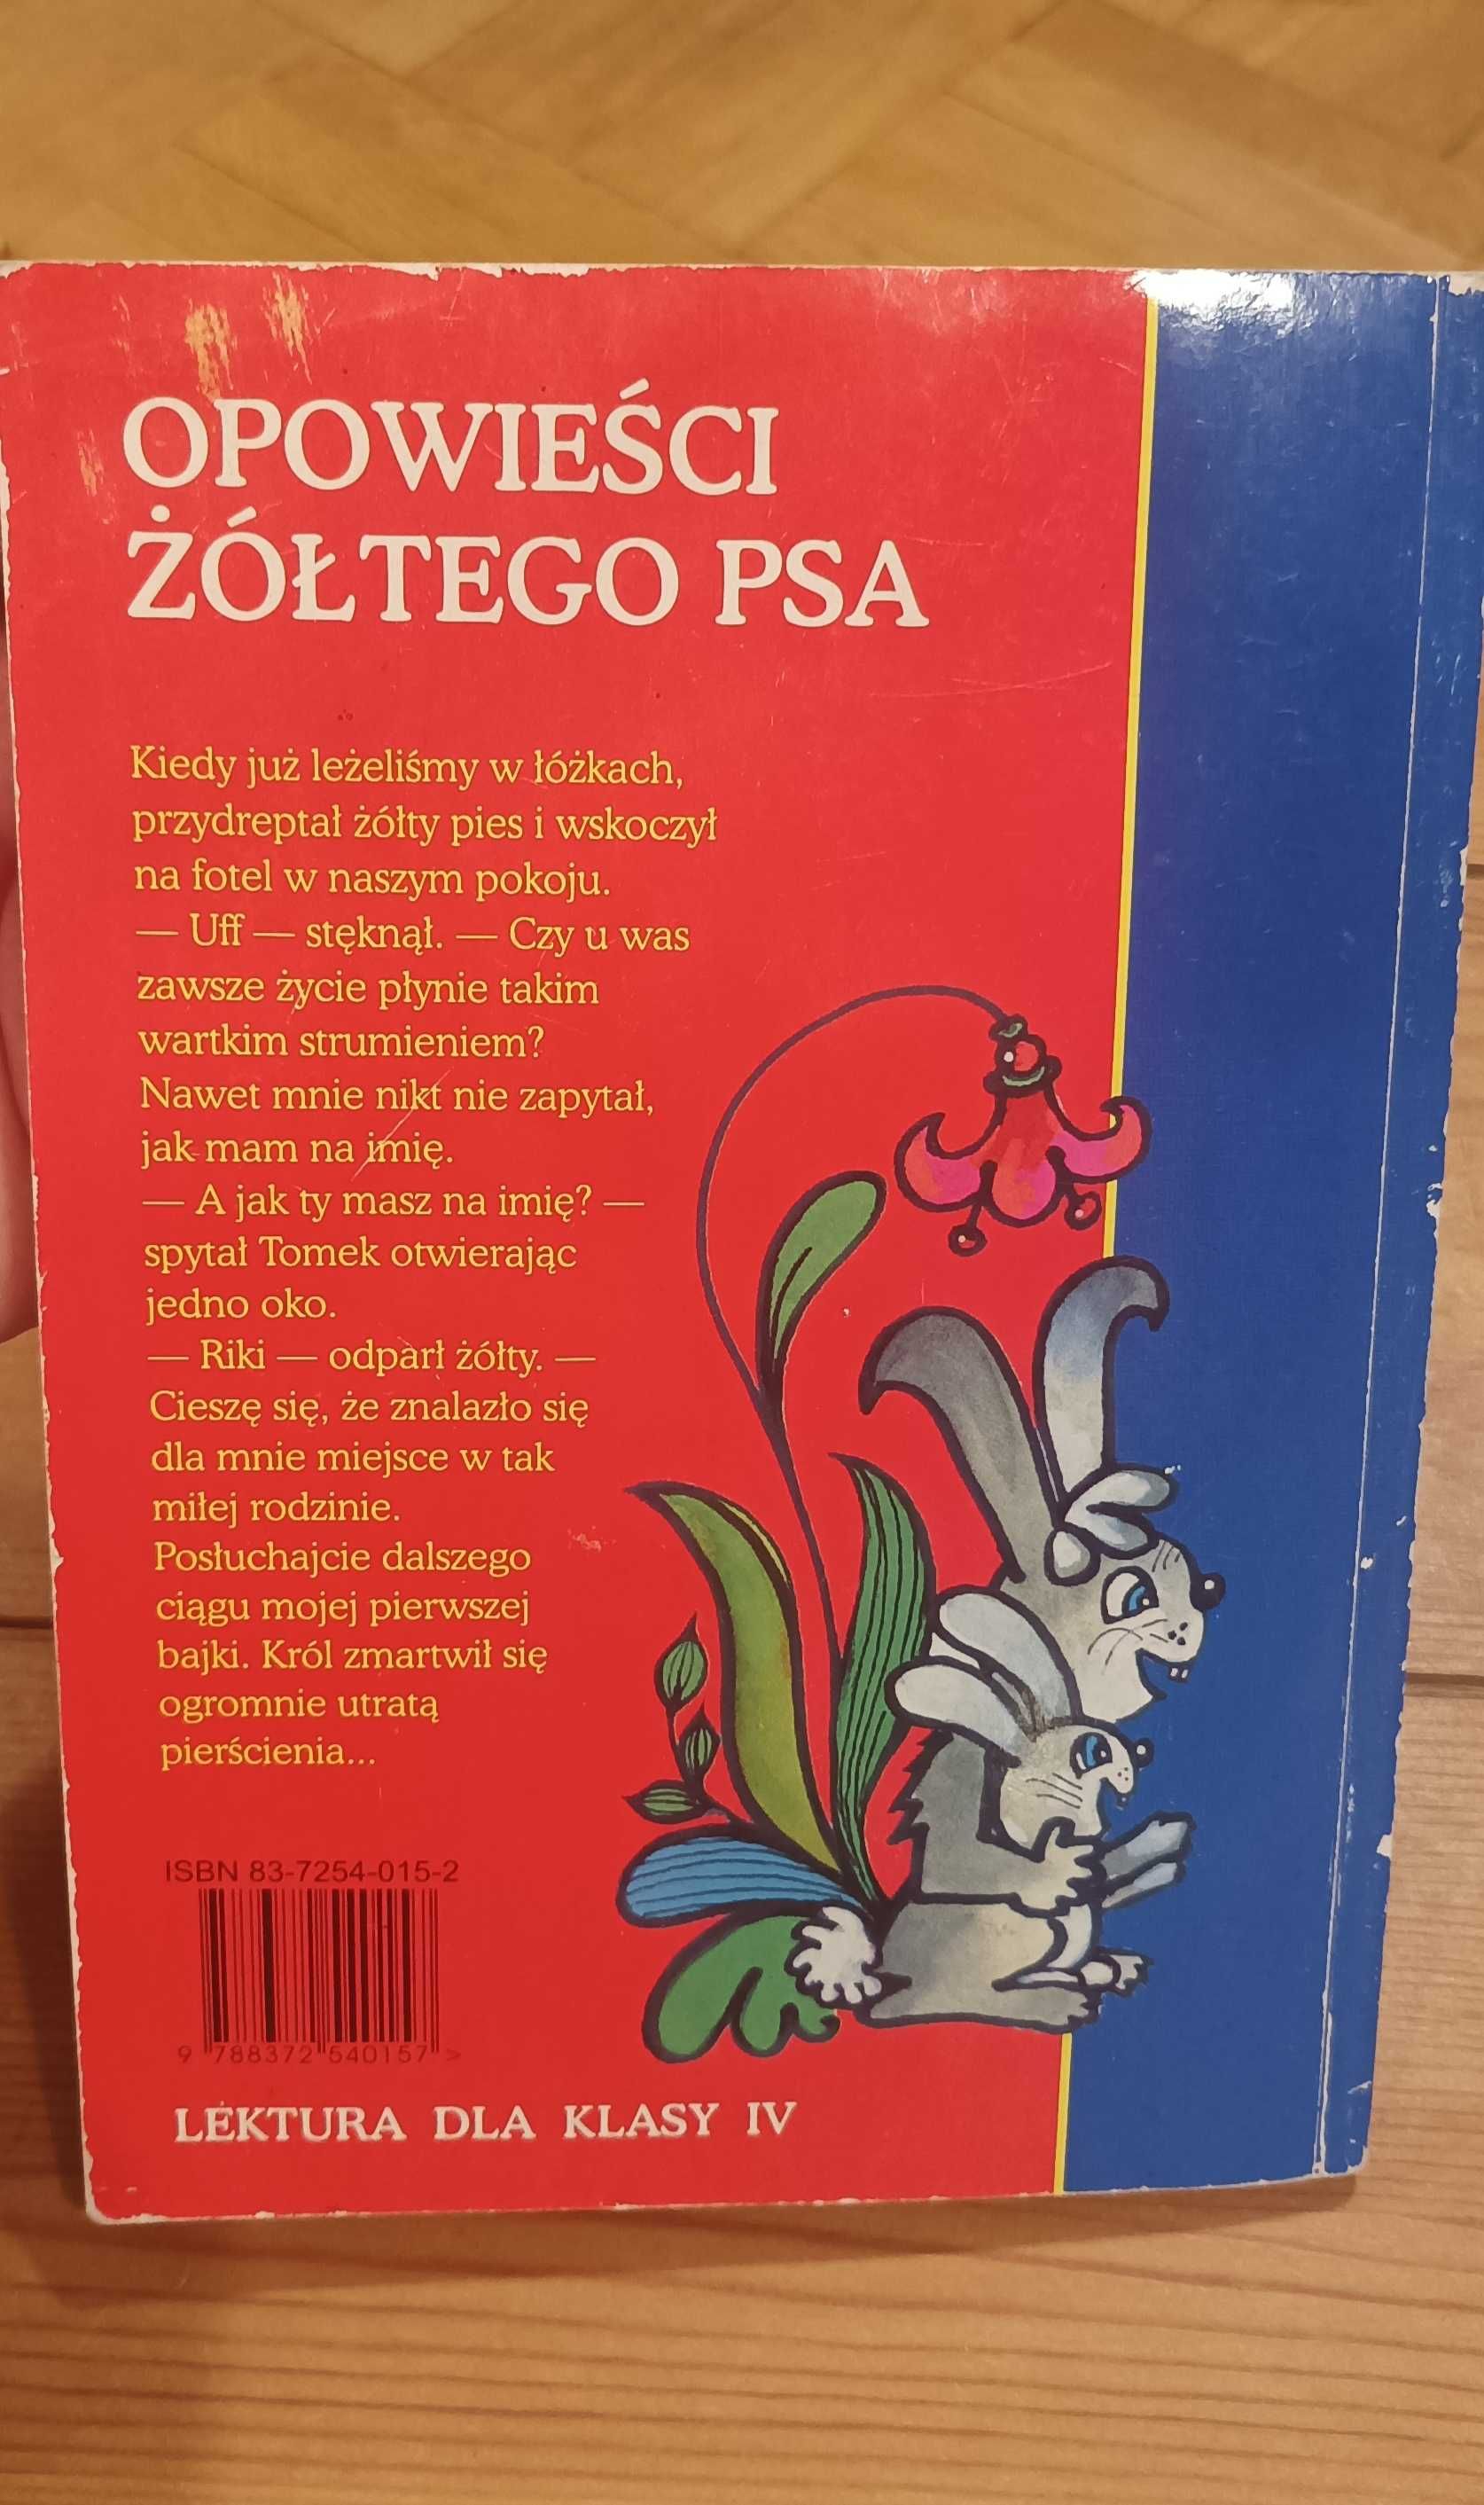 OPOWIEŚCI
ŻÓŁTEGO PSA
Kiedy już leżeliśmy w łóżkach,
przydreptał żółty pies i wskoczył
na fotel w naszym pokoju.
— Uff — stęknął. — Czy u was
zawsze życie płynie takim
wartkim strumieniem?
Nawet mnie nikt nie zapytał,
jak mam na imię.
— A jak ty masz na imię? —
spytał Tomek otwierając
jedno oko.
— Riki — odparł żółty. —
Cieszę się, że znalazło się
dla mnie miejsce w tak
miłej rodzinie.
Posłuchajcie dalszego
ciągu mojej pierwszej
bajki. Król zmartwił się
ogromnie utratą
pierścienia...
ISBN 83-7254-015-2
9 788372 540157 >
LEKTURA DLA KLASY IV